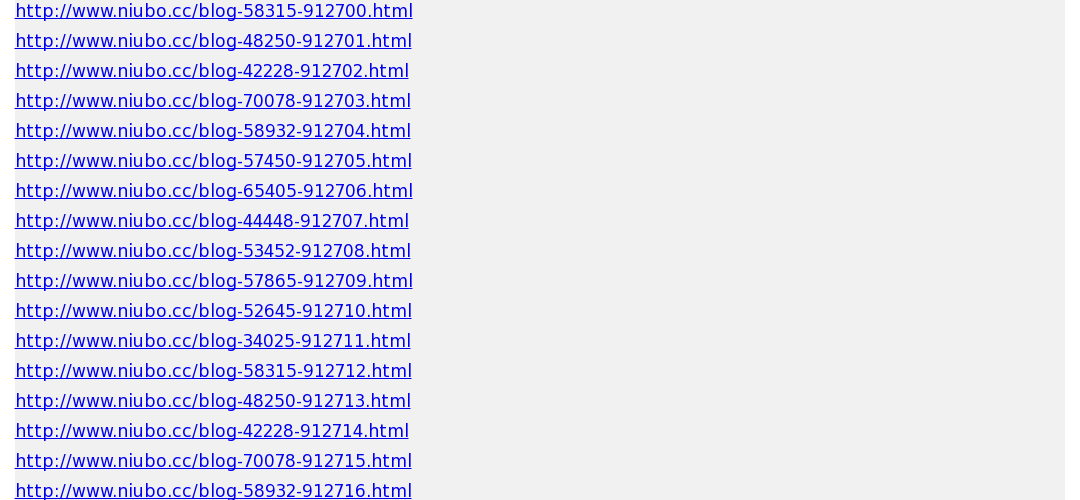 http://www.niubo.cc/blog-58315-912700.html
http://www.niubo.cc/blog-48250-912701.html
http://www.niubo.cc/blog-42228-912702.html
http://www.niubo.cc/blog-70078-912703.html
http://www.niubo.cc/blog-58932-912704.html
http://www.niubo.cc/blog-57450-912705.html
http://www.niubo.cc/blog-65405-912706.html
http://www.niubo.cc/blog-44448-912707.html
http://www.niubo.cc/blog-53452-912708.html
http://www.niubo.cc/blog-57865-912709.html
http://www.niubo.cc/blog-52645-912710.html
http://www.niubo.cc/blog-34025-912711.html
http://www.niubo.cc/blog-58315-912712.html
http://www.niubo.cc/blog-48250-912713.html
http://www.niubo.cc/blog-42228-912714.html
http://www.niubo.cc/blog-70078-912715.html
http://www.niubo.cc/blog-58932-912716.html